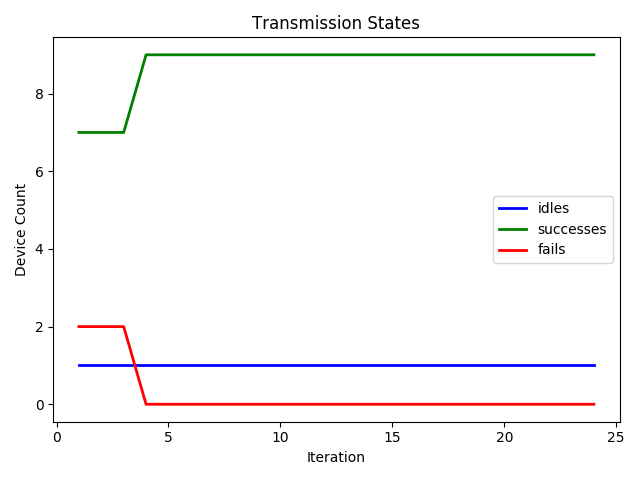 Transmission States
Device Count
8
6
4
2
0
idles
successes
fails
0 5 10 15 20 25
Iteration